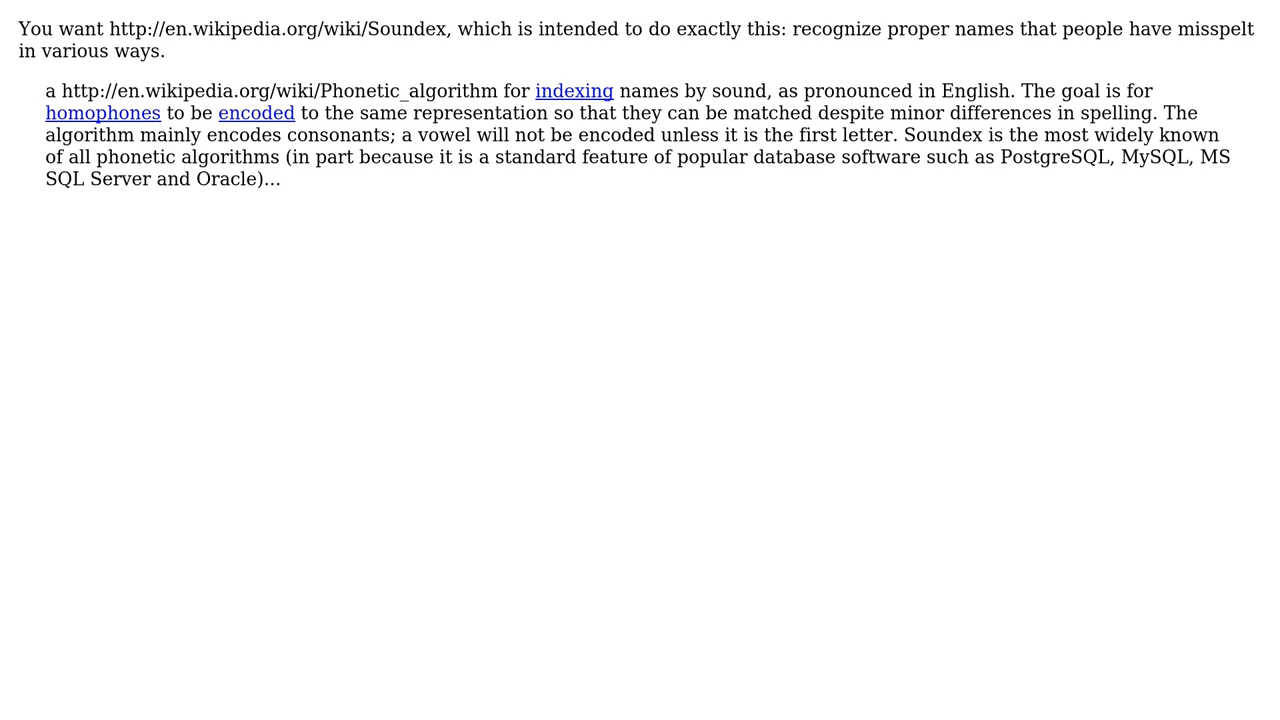 You want http://en.wikipedia.org/wiki/Soundex, which is intended to do exactly this: recognize proper names that people have misspelt
in various ways.
a http://en.wikipedia.org/wiki/Phonetic_algorithm for indexing names by sound, as pronounced in English. The goal is for
homophones to be encoded to the same representation so that they can be matched despite minor differences in spelling. The
algorithm mainly encodes consonants; a vowel will not be encoded unless it is the first letter. Soundex is the most widely known
of all phonetic algorithms (in part because it is a standard feature of popular database software such as PostgreSQL, MySQL, MS
SQL Server and Oracle)...